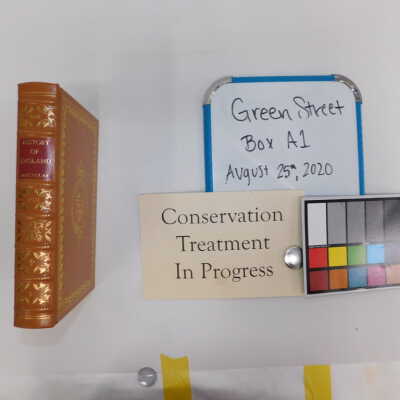 HISTORY
OF
ENGLAND
Green Street
Box A1
August 25th, 2020
Conservation
Treatment
In Progress